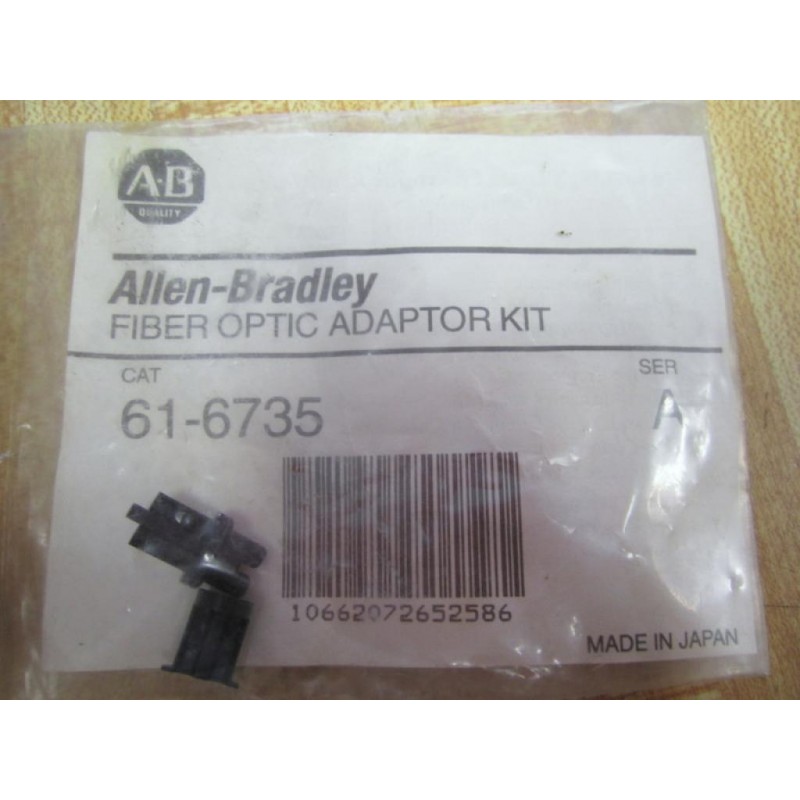 A-B
QUALITY
Allen-Bradley
FIBER OPTIC ADAPTOR KIT
CAT
SER
61-6735
A
10662072652586
MADE IN JAPAN